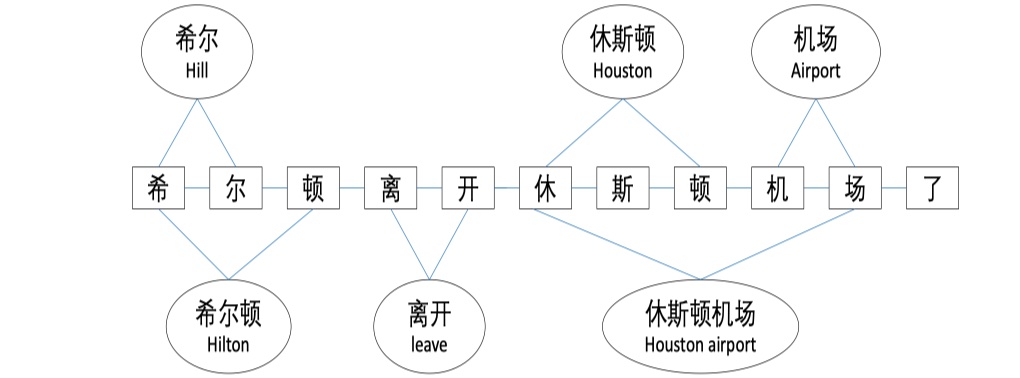 希尔
Hill
休斯顿
Houston
机场
Airport
希 尔 顿 离 开 休 斯 顿 机 场 了
希尔顿
Hilton
离开
leave
休斯顿机场
Houston airport